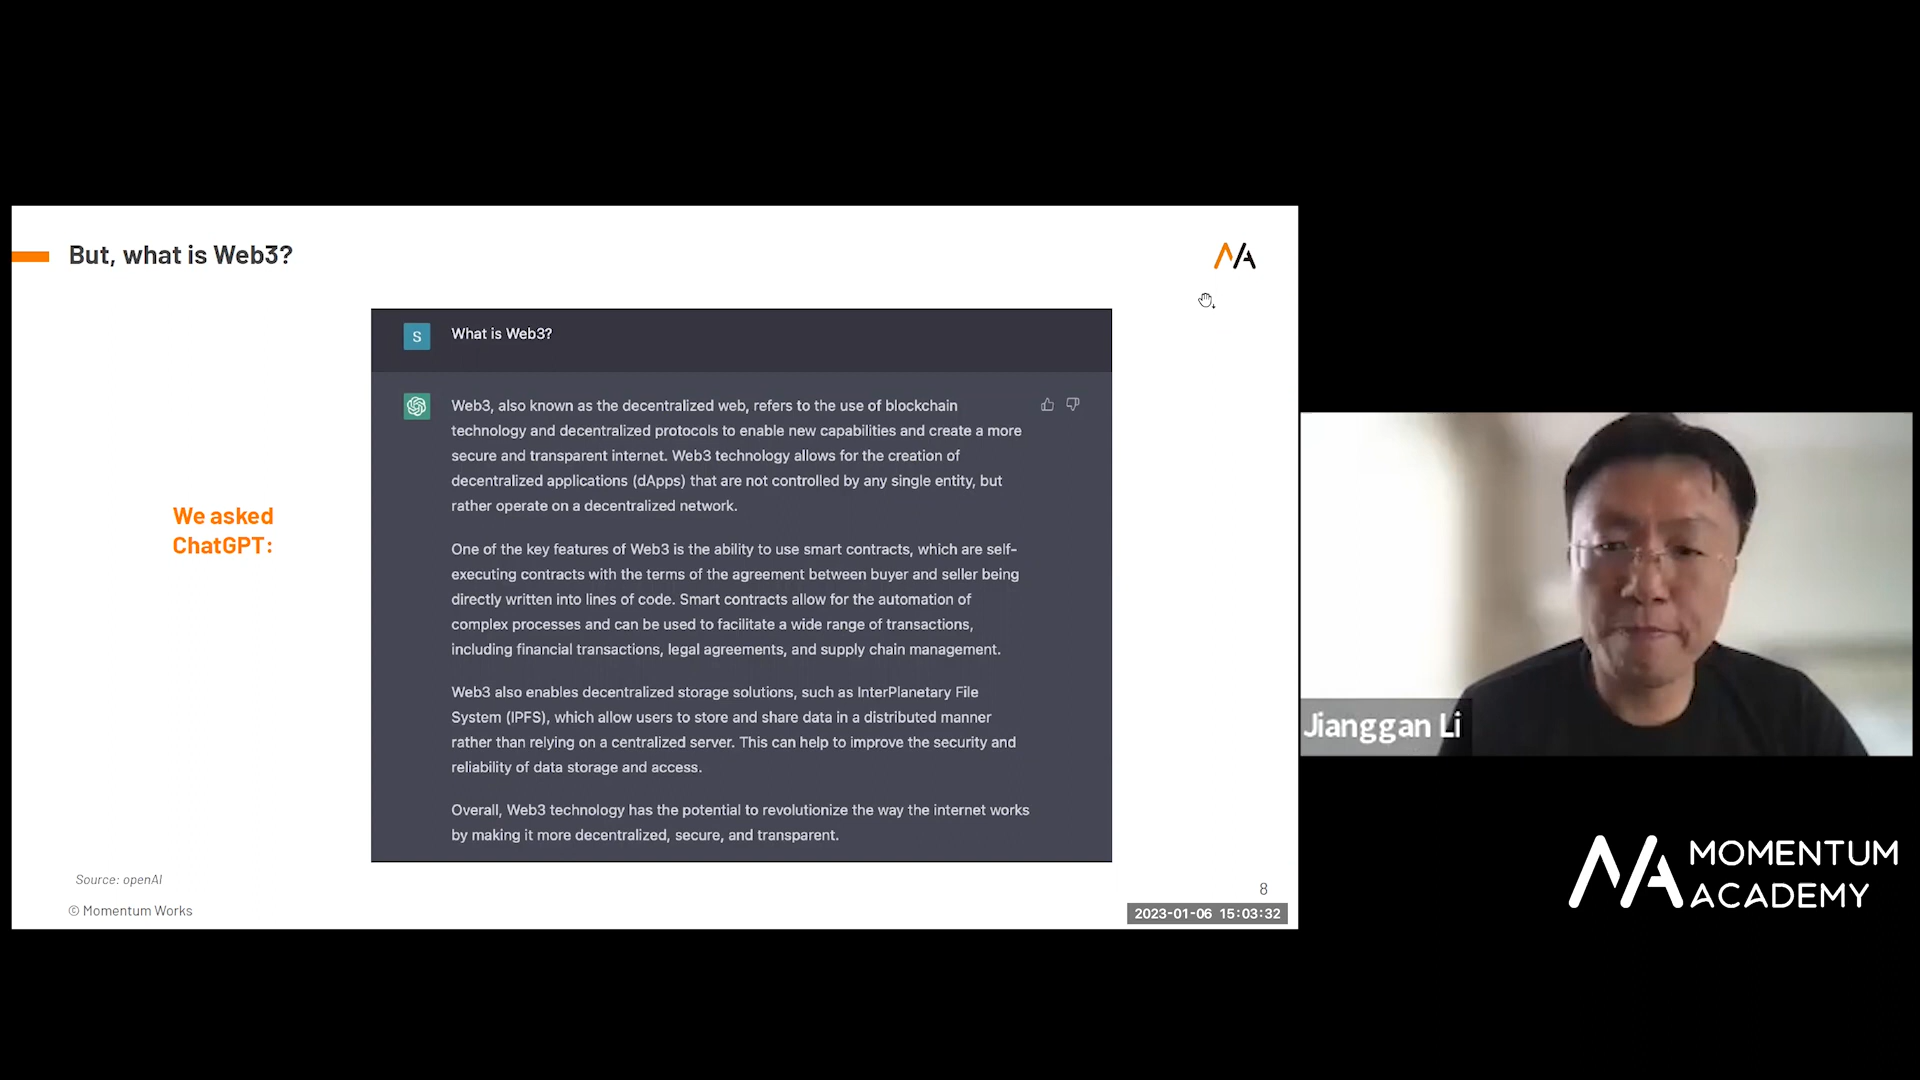 But, what is Web3?
S
What is Web3?
Web3, also known as the decentralized web, refers to the use of blockchain
technology and decentralized protocols to enable new capabilities and create a more
secure and transparent internet. Web3 technology allows for the creation of
decentralized applications (dApps) that are not controlled by any single entity, but
rather operate on a decentralized network.
We asked
ChatGPT:
One of the key features of Web3 is the ability to use smart contracts, which are self-
executing contracts with the terms of the agreement between buyer and seller being
directly written into lines of code. Smart contracts allow for the automation of
complex processes and can be used to facilitate a wide range of transactions,
including financial transactions, legal agreements, and supply chain management.
Web3 also enables decentralized storage solutions, such as InterPlanetary File
System (IPFS), which allow users to store and share data in a distributed manner
rather than relying on a centralized server. This can help to improve the security and
reliability of data storage and access.
Overall, Web3 technology has the potential to revolutionize the way the internet works
by making it more decentralized, secure, and transparent.
Source: openAI
© Momentum Works
8
2023-01-06 15:03:32
Jianggan Li
MOMENTUM
ACADEMY